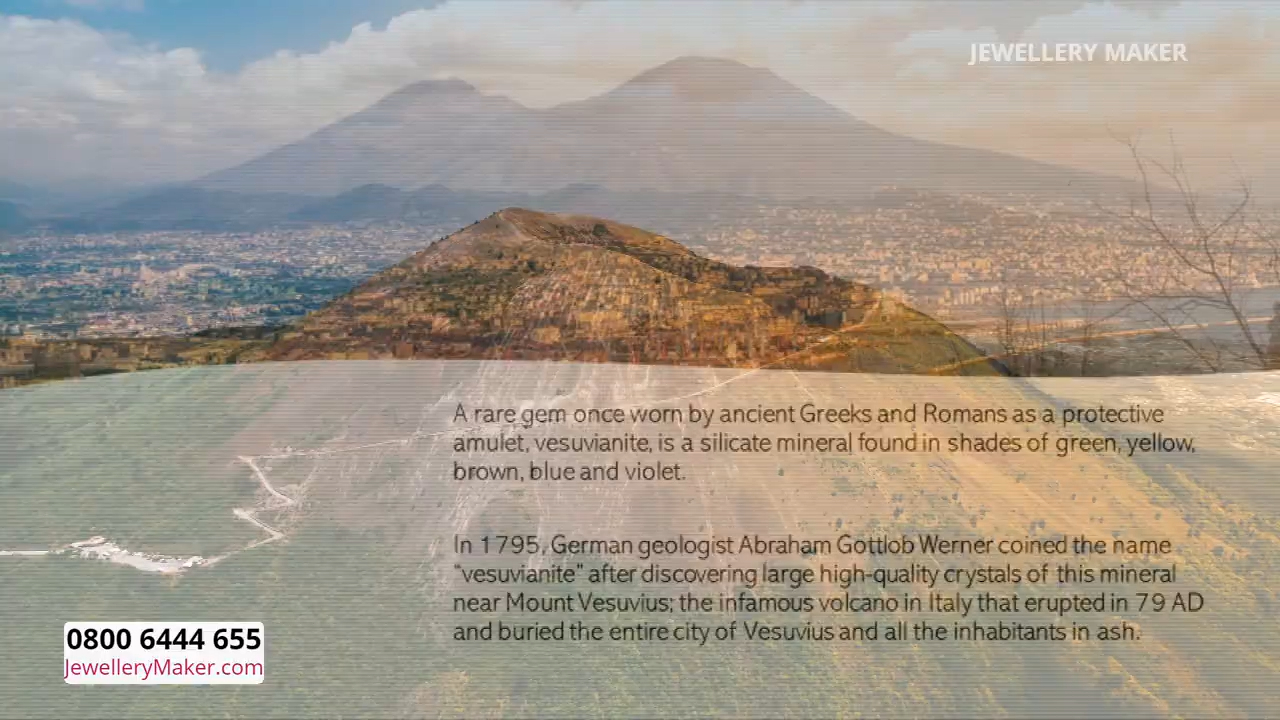 JEWELLERY MAKER
A rare gem once worn by ancient Greeks and Romans as a protective
amulet, vesuvianite, is a silicate mineral found in shades of green, yellow,
brown, blue and violet.
In 1795, German geologist Abraham Gottlob Werner coined the name
"vesuvianite" after discovering large high-quality crystals of this mineral
near Mount Vesuvius; the infamous volcano in Italy that erupted in 79 AD
and buried the entire city of Vesuvius and all the inhabitants in ash.
0800 6444 655
JewelleryMaker.com